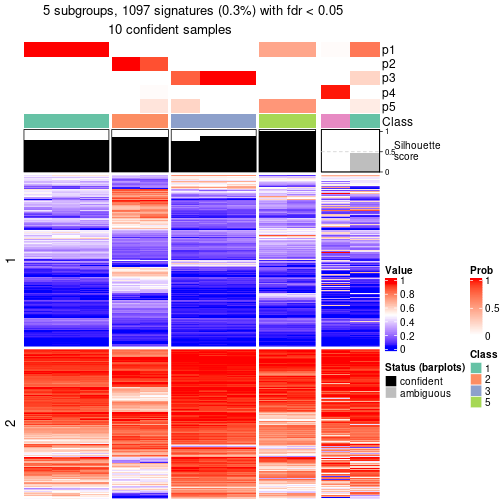 5 subgroups, 1097 signatures (0.3%) with fdr < 0.05
10 confident samples
p1
p2
p3
p4
p5
Class
1
0.5
0
Silhouette
score
1
2
Value
1
0.8
0.6
0.4
0.2
0
Prob
1
0.5
0
Status (barplots)
confident
ambiguous
Class
1
2
3
5